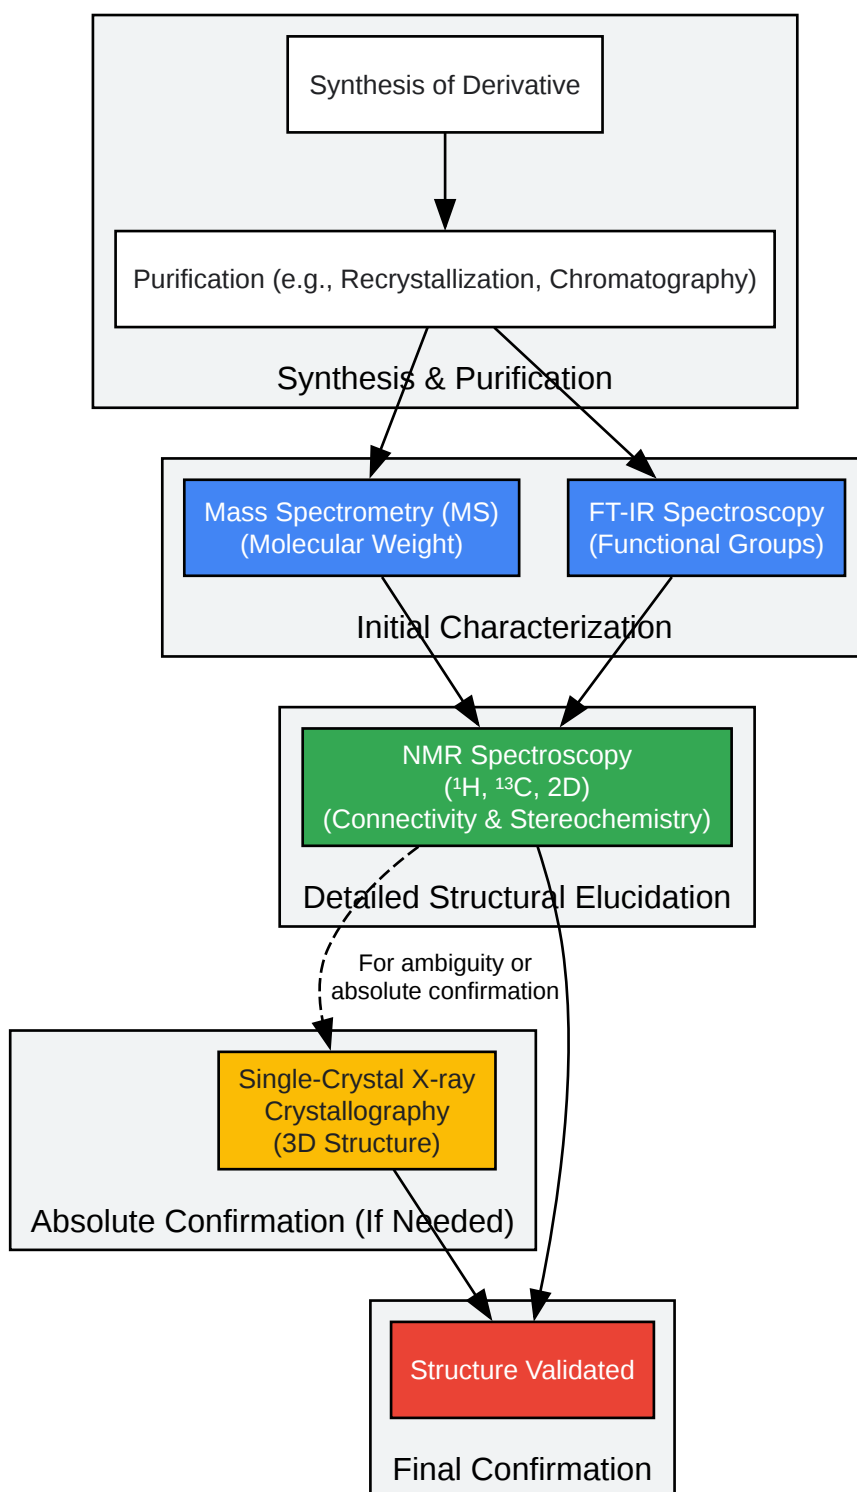 Synthesis of Derivative
Purification (e.g., Recrystallization, Chromatography)
Synthesis & Purification
Mass Spectrometry (MS)
(Molecular Weight)
FT-IR Spectroscopy
(Functional Groups)
Initial Characterization
NMR Spectroscopy
(¹H, ¹³C, 2D)
(Connectivity & Stereochemistry)
Detailed Structural Elucidation
For ambiguity or
absolute confirmation
Single-Crystal X-ray
Crystallography
(3D Structure)
Absolute Confirmation (If Needed)
Structure Validated
Final Confirmation